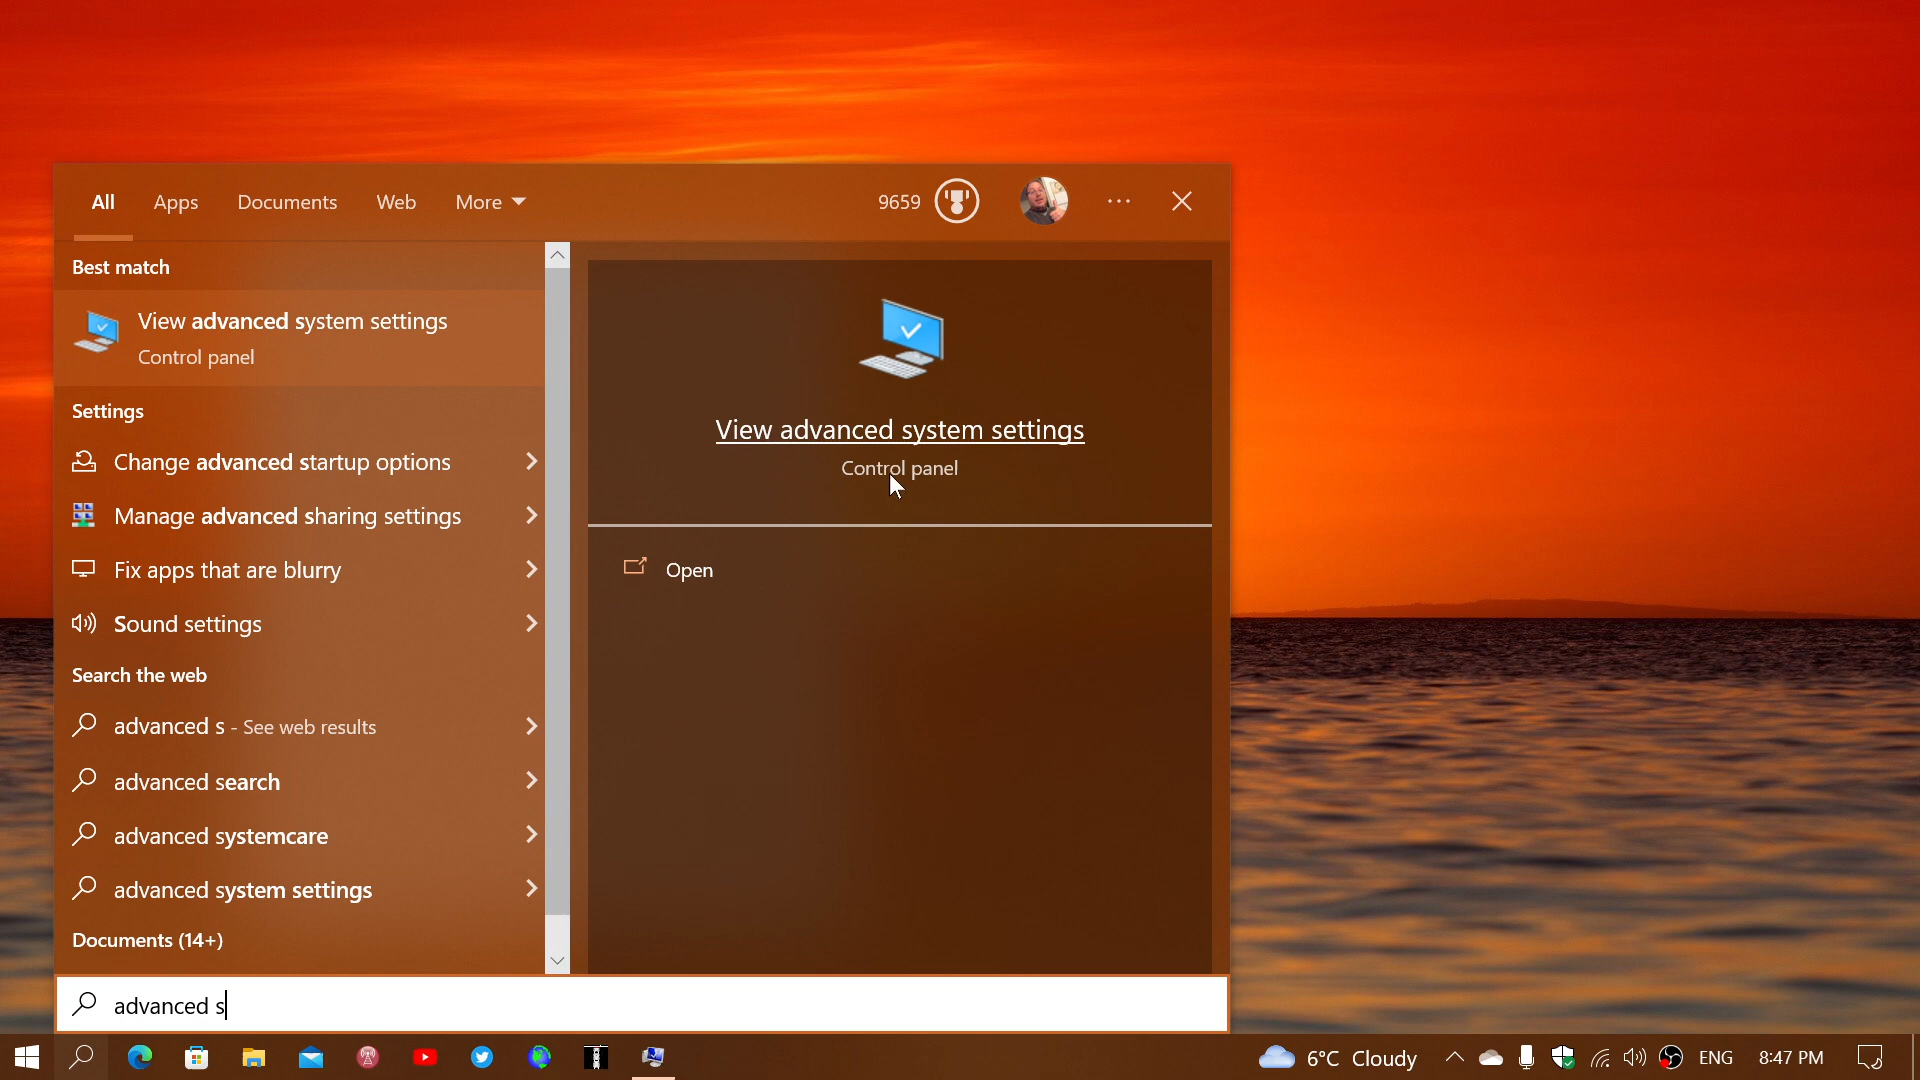 All Apps Documents Web More 9659
Best match
View advanced system settings
Control panel
Settings
Change advanced startup options
Manage advanced sharing settings
Fix apps that are blurry
Sound settings
Search the web
advanced s - See web results
advanced search
advanced systemcare
advanced system settings
Documents (14+)
View advanced system settings
Control panel
Open
advanced s
6°C Cloudy ENG 8:47 PM